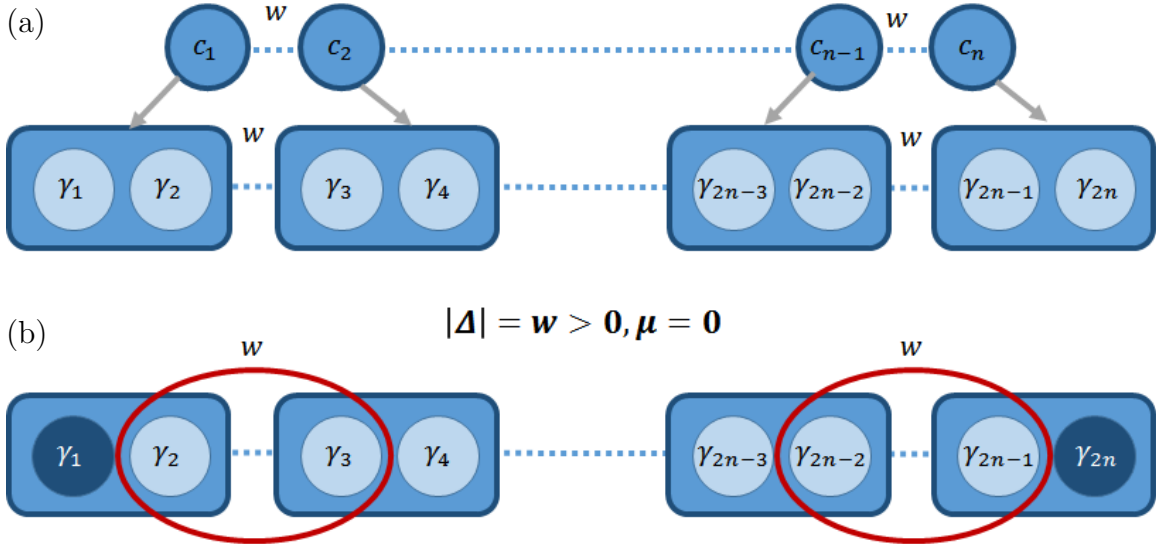 (a)
w w
c₁ c₂ cₙ₋₁ cₙ
w w
γ₁ γ₂ γ₃ γ₄ γ₂ₙ₋₃ γ₂ₙ₋₂ γ₂ₙ₋₁ γ₂ₙ
|Δ| = w > 0, μ = 0
(b)
w w
γ₁ γ₂ γ₃ γ₄ γ₂ₙ₋₃ γ₂ₙ₋₂ γ₂ₙ₋₁ γ₂ₙ